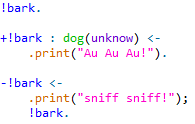 !bark.
+!bark : dog(unknow) <-
.print("Au Au Au!").
-!bark <-
.print("sniff sniff!");
!bark.